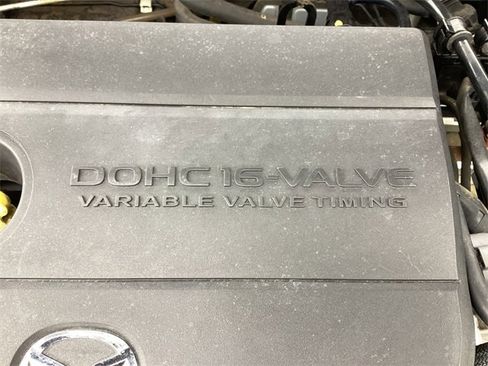 DOHC 16-VALVE
VARIABLE VALVE TIMING